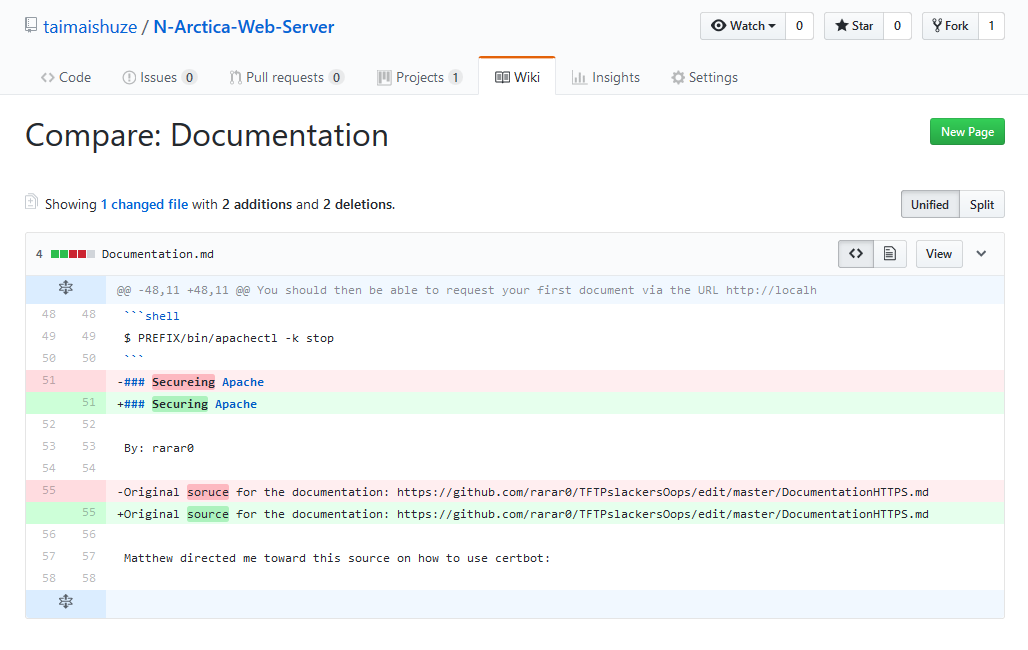 taimaishuze / N-Arctica-Web-Server
Watch 0 Star 0 Fork 1
Code Issues 0 Pull requests 0 Projects 1 Wiki Insights Settings
Compare: Documentation
New Page
Showing 1 changed file with 2 additions and 2 deletions.
Unified Split
4 Documentation.md
View
@@ -48,11 +48,11 @@ You should then be able to request your first document via the URL http://localh
48 48 ```shell
49 49 $ PREFIX/bin/apachectl -k stop
50 50 ```
51 -### Secureing Apache
51 +### Securing Apache
52 52
53 53 By: rarar0
54 54
55 -Original soruce for the documentation: https://github.com/rarar0/TFTPslackersOops/edit/master/DocumentationHTTPS.md
55 +Original source for the documentation: https://github.com/rarar0/TFTPslackersOops/edit/master/DocumentationHTTPS.md
56 56
57 57 Matthew directed me toward this source on how to use certbot:
58 58